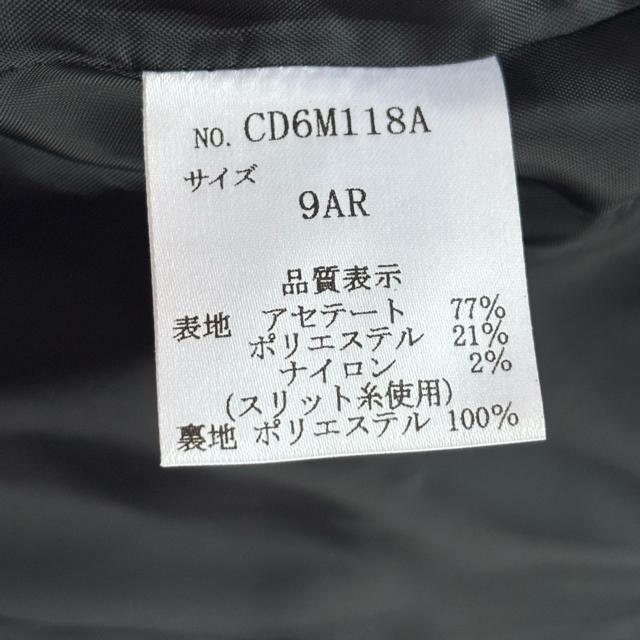 NO. CD6M118A
サイズ
9AR
品質表示
表地 アセテート 77%
ポリエステル 21%
ナイロン 2%
(スリット糸使用)
裏地 ポリエステル 100%